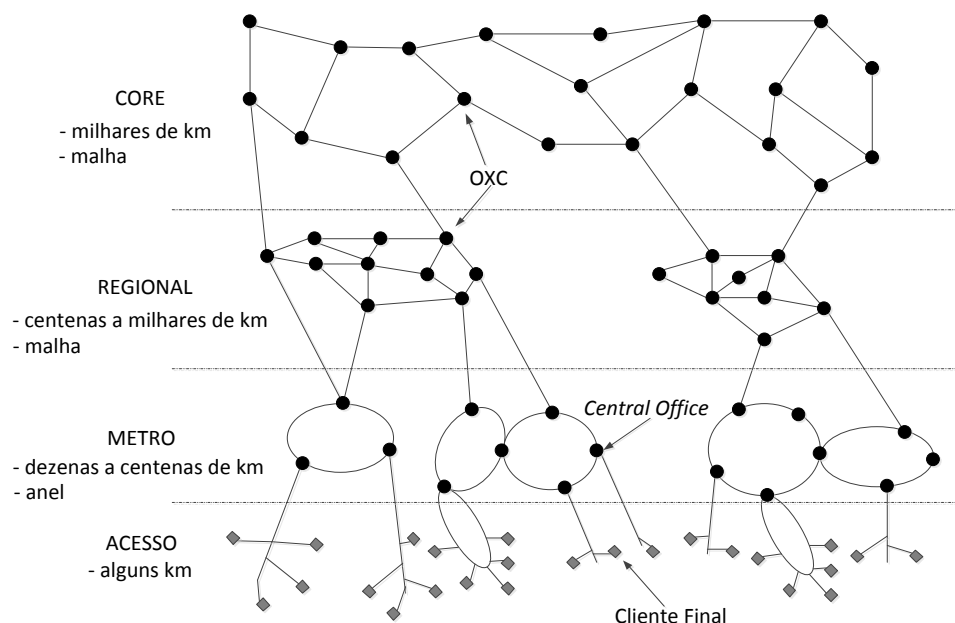 CORE
- milhares de km
- malha
OXC
REGIONAL
- centenas a milhares de km
- malha
Central Office
METRO
- dezenas a centenas de km
- anel
ACESSO
- alguns km
Cliente Final